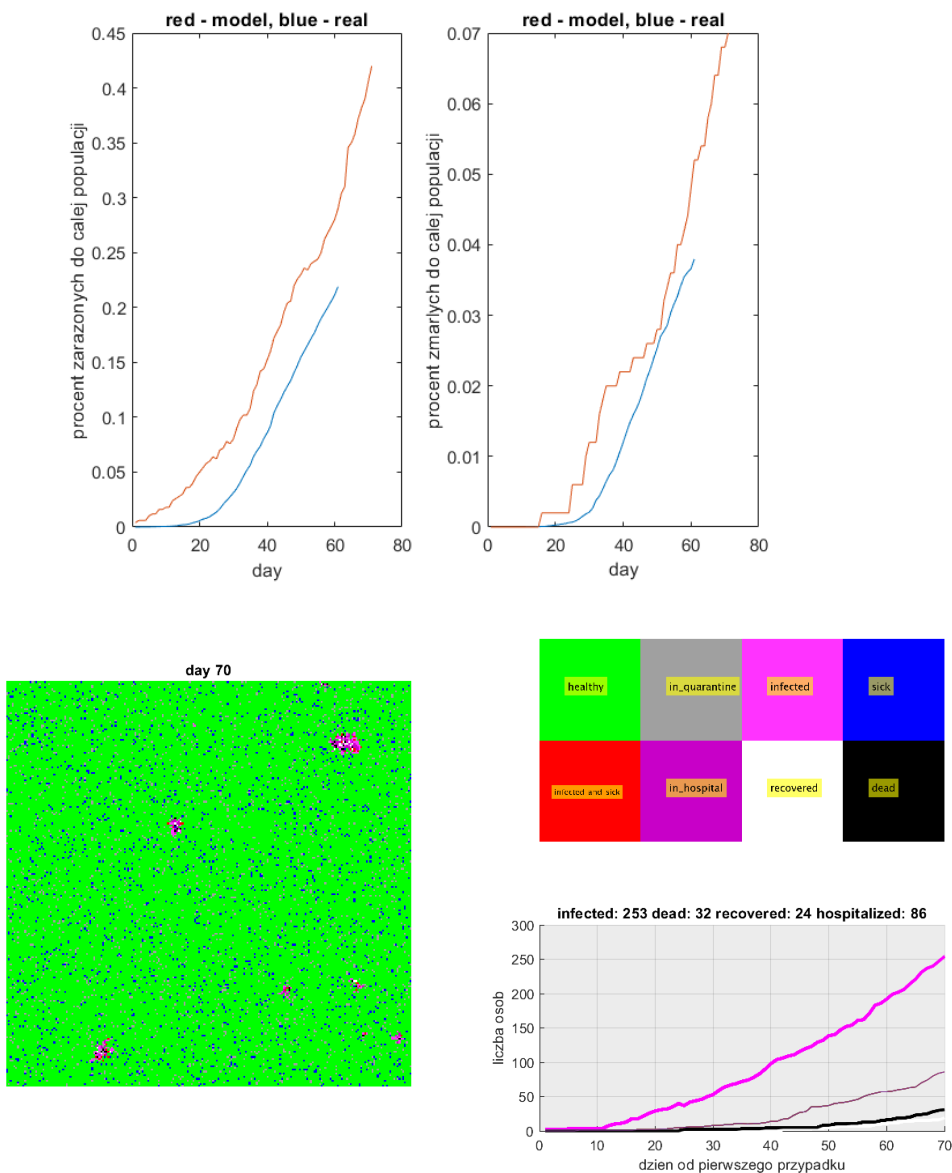 red - model, blue - real
red - model, blue - real
procent zarazonych do calej populacji
0.45
0.4
0.35
0.3
0.25
0.2
0.15
0.1
0.05
0
0
20
40
60
80
day
procent zmarlych do calej populacji
0.07
0.06
0.05
0.04
0.03
0.02
0.01
0
0
20
40
60
80
day
day 70
healthy
in_quarantine
infected
sick
infected and sick
in_hospital
recovered
dead
infected: 253 dead: 32 recovered: 24 hospitalized: 86
liczba osob
300
250
200
150
100
50
0
0
10
20
30
40
50
60
70
dzien od pierwszego przypadku